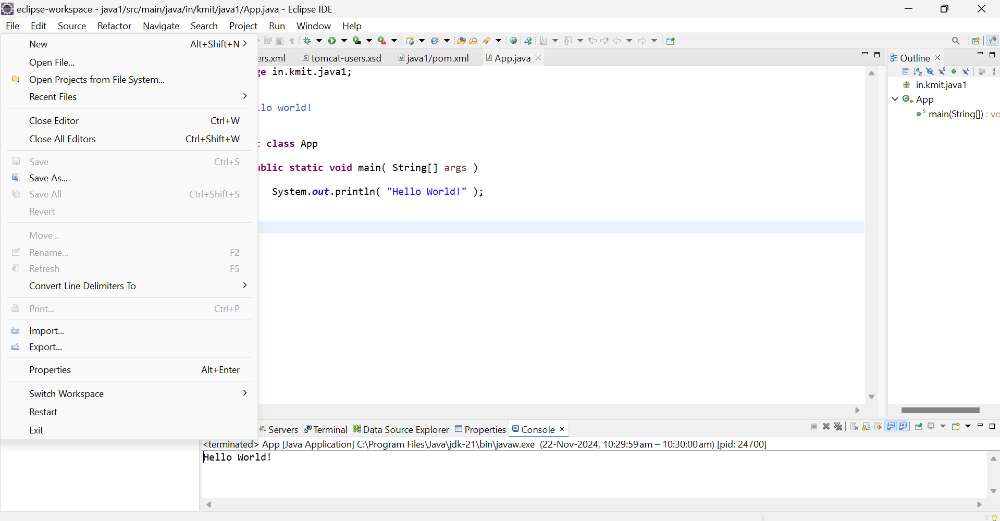 eclipse-workspace - java1/src/main/java/in/kmit/java1/App.java - Eclipse IDE
File Edit Source Refactor Navigate Search Project Run Window Help
New Alt+Shift+N
Open File...
Open Projects from File System...
Recent Files
Close Editor Ctrl+W
Close All Editors Ctrl+Shift+W
Save Ctrl+S
Save As...
Save All Ctrl+Shift+S
Revert
Move...
Rename... F2
Refresh F5
Convert Line Delimiters To
Print... Ctrl+P
Import...
Export...
Properties Alt+Enter
Switch Workspace
Restart
Exit
ers.xml tomcat-users.xsd java1/pom.xml App.java
ge in.kmit.java1;
lo world!
c class App
ublic static void main( String[] args )
System.out.println( "Hello World!" );
Outline
in.kmit.java1
App
main(String[]) : vo
Servers Terminal Data Source Explorer Properties Console
<terminated> App [Java Application] C:\Program Files\Java\jdk-21\bin\javaw.exe (22-Nov-2024, 10:29:59 am – 10:30:00 am) [pid: 24700]
Hello World!